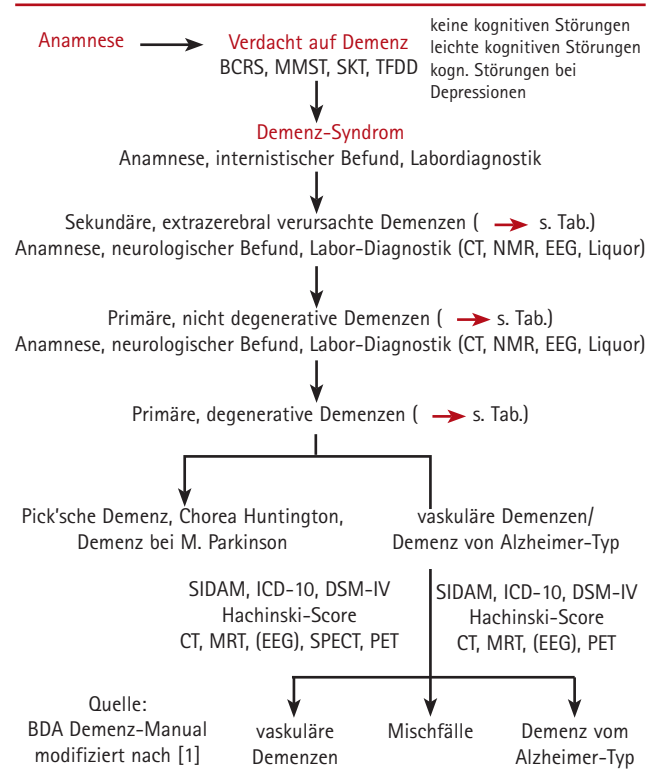 Anamnese
Verdacht auf Demenz
BCRS, MMST, SKT, TFDD
keine kognitiven Störungen
leichte kognitiven Störungen
kogn. Störungen bei
Depressionen
Demenz-Syndrom
Anamnese, internistischer Befund, Labordiagnostik
Sekundäre, extrazerebral verursachte Demenzen ( → s. Tab.)
Anamnese, neurologischer Befund, Labor-Diagnostik (CT, NMR, EEG, Liquor)
Primäre, nicht degenerative Demenzen ( → s. Tab.)
Anamnese, neurologischer Befund, Labor-Diagnostik (CT, NMR, EEG, Liquor)
Primäre, degenerative Demenzen ( → s. Tab.)
Pick'sche Demenz, Chorea Huntington,
Demenz bei M. Parkinson
vaskuläre Demenzen/
Demenz von Alzheimer-Typ
SIDAM, ICD-10, DSM-IV
Hachinski-Score
CT, MRT, (EEG), SPECT, PET
SIDAM, ICD-10, DSM-IV
Hachinski-Score
CT, MRT, (EEG), PET
Quelle:
BDA Demenz-Manual
modifiziert nach [1]
vaskuläre
Demenzen
Mischfälle
Demenz vom
Alzheimer-Typ